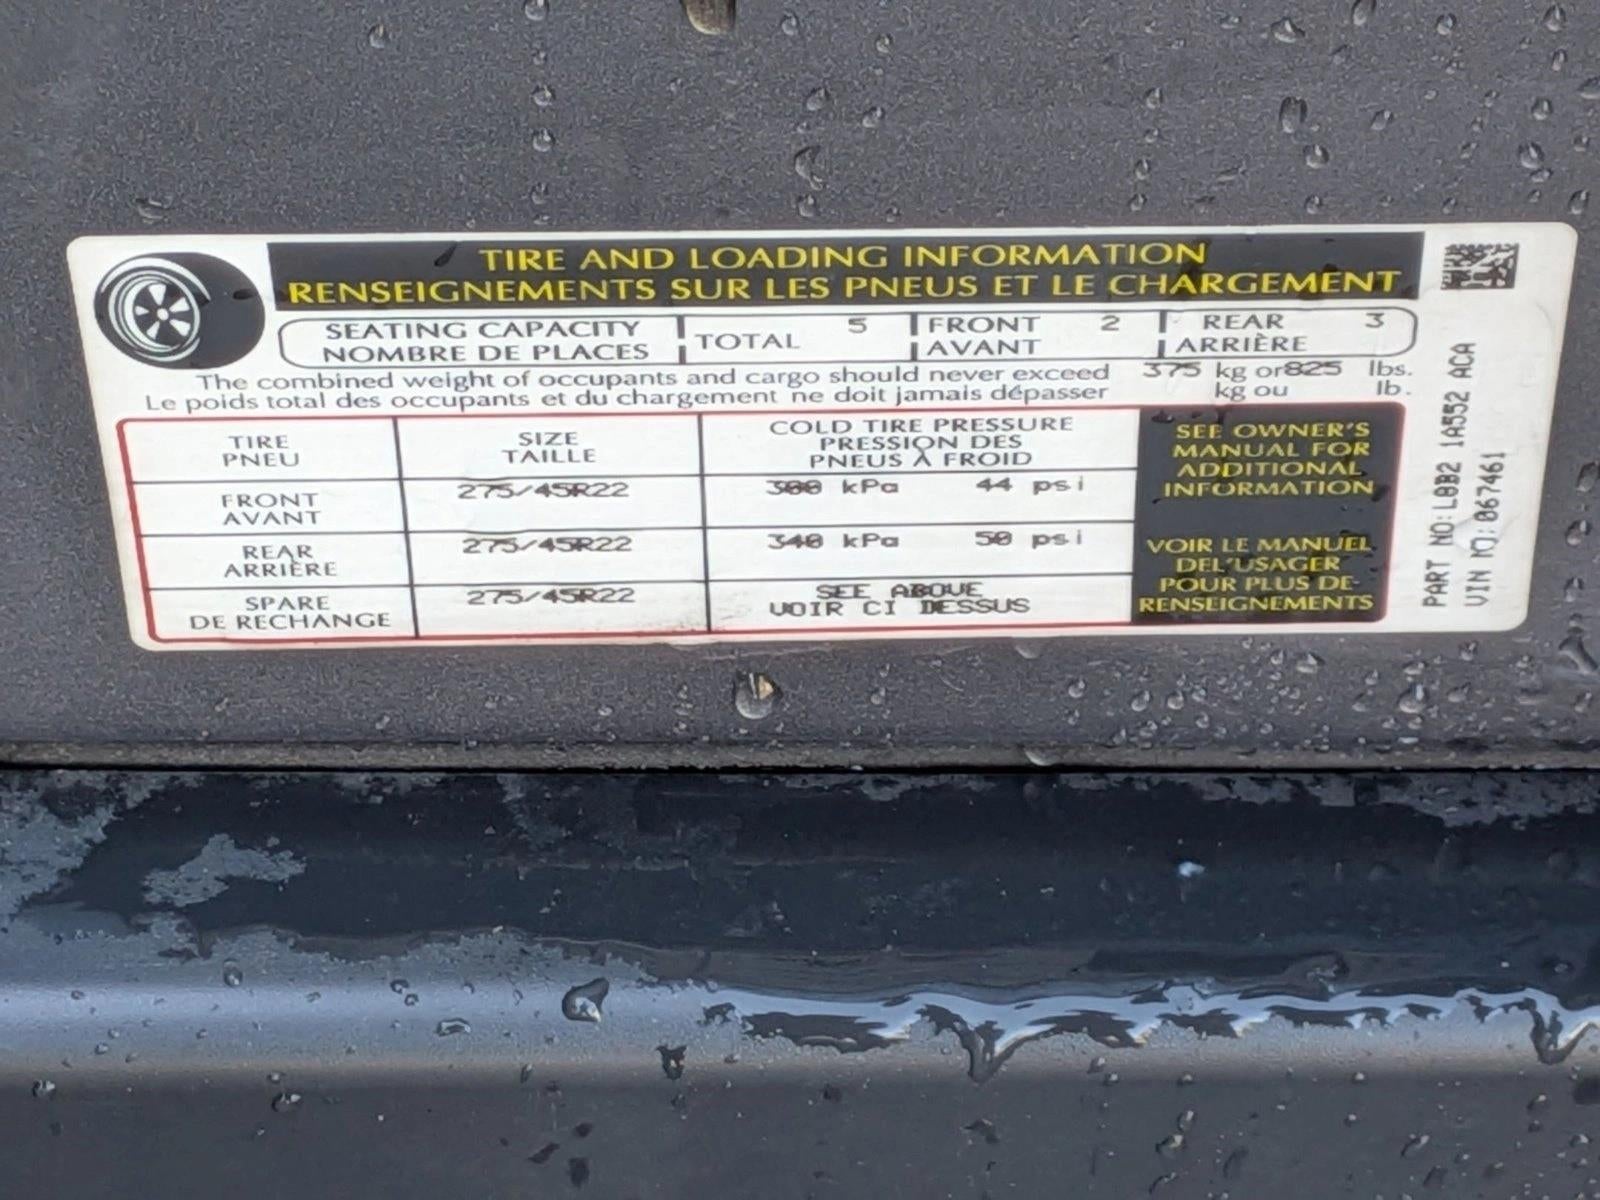 TIRE AND LOADING INFORMATION
RENSEIGNEMENTS SUR LES PNEUS ET LE CHARGEMENT
SEATING CAPACITY
NOMBRE DE PLACES
TOTAL 5
FRONT 2
AVANT
REAR 3
ARRIÈRE
The combined weight of occupants and cargo should never exceed 375 kg or 825 lbs.
Le poids total des occupants et du chargement ne doit jamais dépasser kg ou lb.
TIRE
PNEU
SIZE
TAILLE
COLD TIRE PRESSURE
PRESSION DES
PNEUS À FROID
FRONT
AVANT
275/45R22
300 kPa 44 psi
REAR
ARRIÈRE
275/45R22
340 kPa 50 psi
SPARE
DE RECHANGE
275/45R22
SEE ABOVE
VOIR CI DESSUS
SEE OWNER'S
MANUAL FOR
ADDITIONAL
INFORMATION
VOIR LE MANUEL
DEL'USAGER
POUR PLUS DE
RENSEIGNEMENTS
PART NO: L8B2 1A552 ACA
VIN NO: 067461